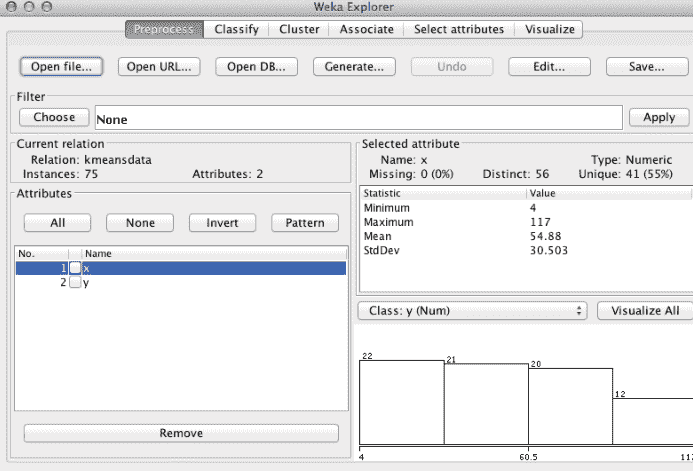 Weka Explorer
Preprocess Classify Cluster Associate Select attributes Visualize
Open file... Open URL... Open DB... Generate... Undo Edit... Save...
Filter
Choose None Apply
Current relation
Relation: kmeansdata
Instances: 75 Attributes: 2
Selected attribute
Name: x Type: Numeric
Missing: 0 (0%) Distinct: 56 Unique: 41 (55%)
Attributes
All None Invert Pattern
No. Name
1 x
2 y
Remove
Statistic Value
Minimum 4
Maximum 117
Mean 54.88
StdDev 30.503
Class: y (Num) Visualize All
22 21 20 12
4 60.5